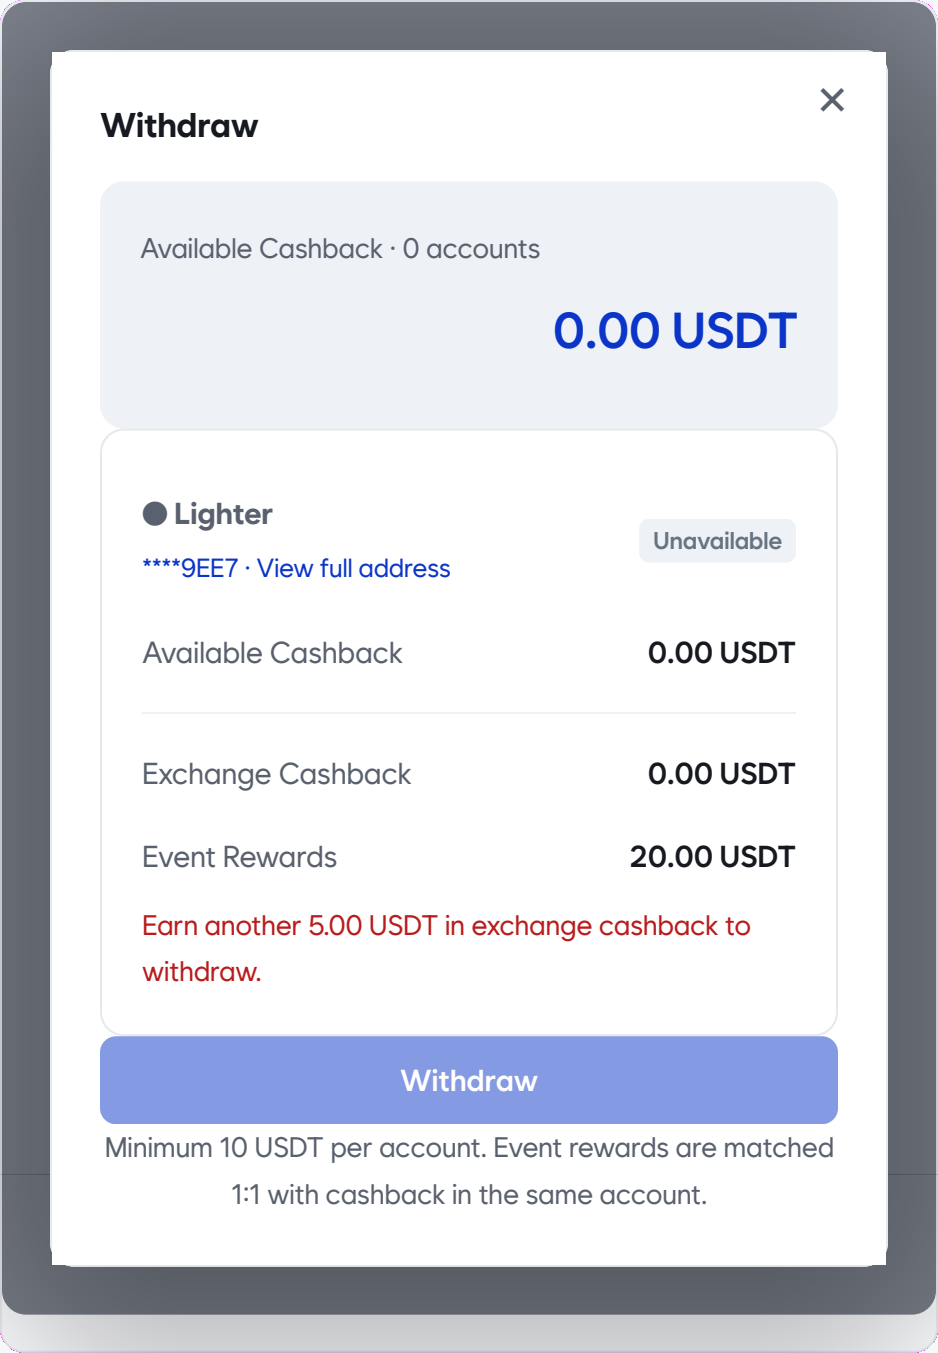 Withdraw
Available Cashback · 0 accounts
0.00 USDT
Lighter
Unavailable
****9EE7 · View full address
Available Cashback 0.00 USDT
Exchange Cashback 0.00 USDT
Event Rewards 20.00 USDT
Earn another 5.00 USDT in exchange cashback to
withdraw.
Withdraw
Minimum 10 USDT per account. Event rewards are matched
1:1 with cashback in the same account.